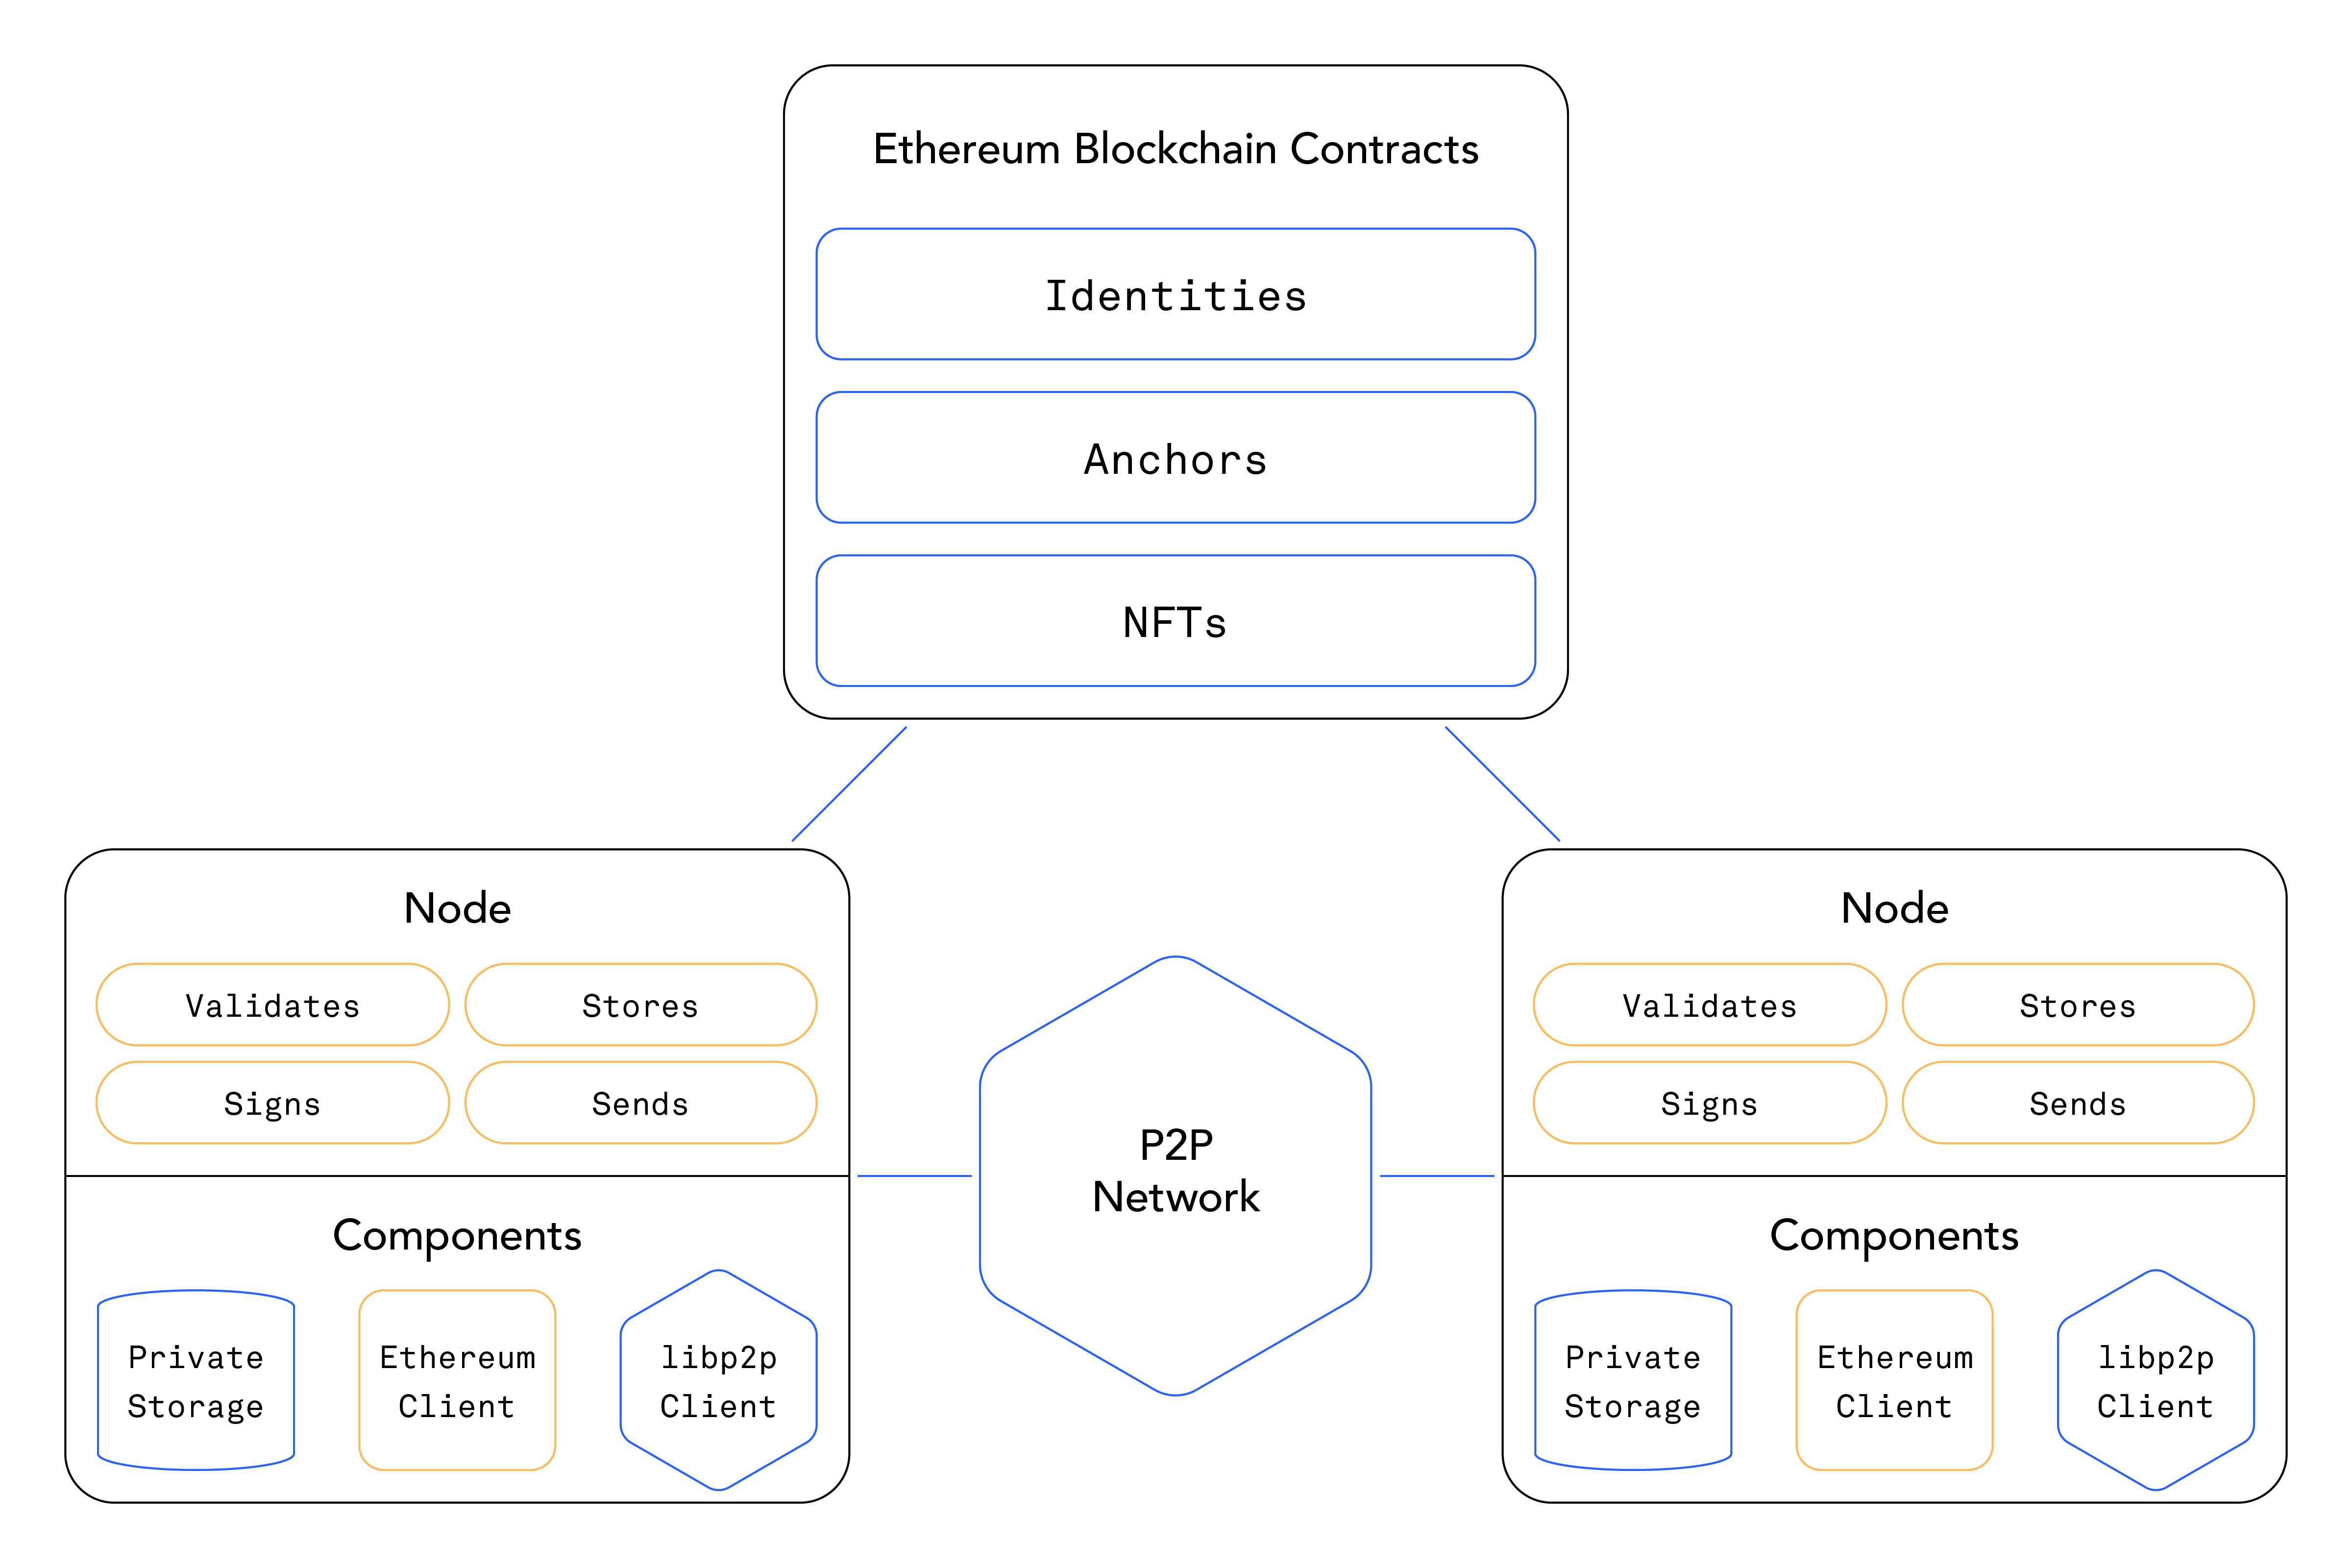 Ethereum Blockchain Contracts
Identities
Anchors
NFTs
Node
Validates
Stores
Signs
Sends
Components
Private
Storage
Ethereum
Client
libp2p
Client
P2P
Network
Node
Validates
Stores
Signs
Sends
Components
Private
Storage
Ethereum
Client
libp2p
Client